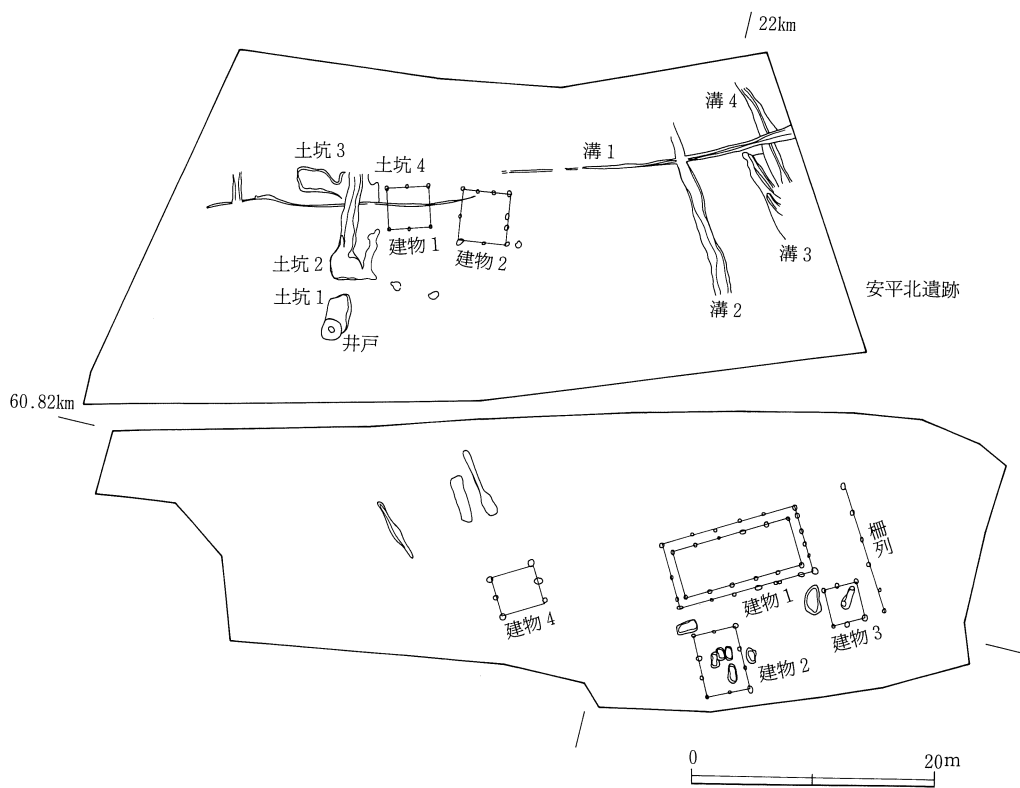 22km
溝4
溝1
土坑3
土坑4
建物1
建物2
土坑2
溝3
土坑1
安平北遺跡
溝2
井戸
60.82km
柵列
建物1
建物4
建物3
建物2
0
20m